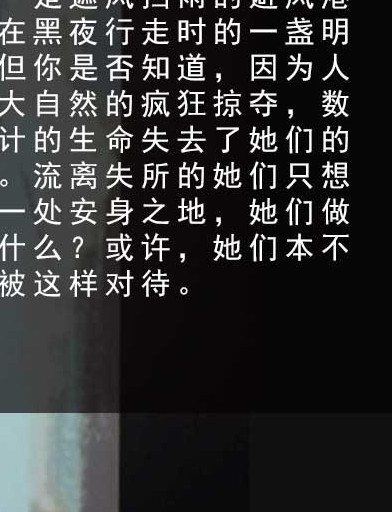 是遮风挡雨的避风港
在黑夜行走时的一盏明
但你是否知道，因为人
大自然的疯狂掠夺，数
计的生命失去了她们的
。流离失所的她们只想
一处安身之地，她们做
什么？或许，她们本不
被这样对待。